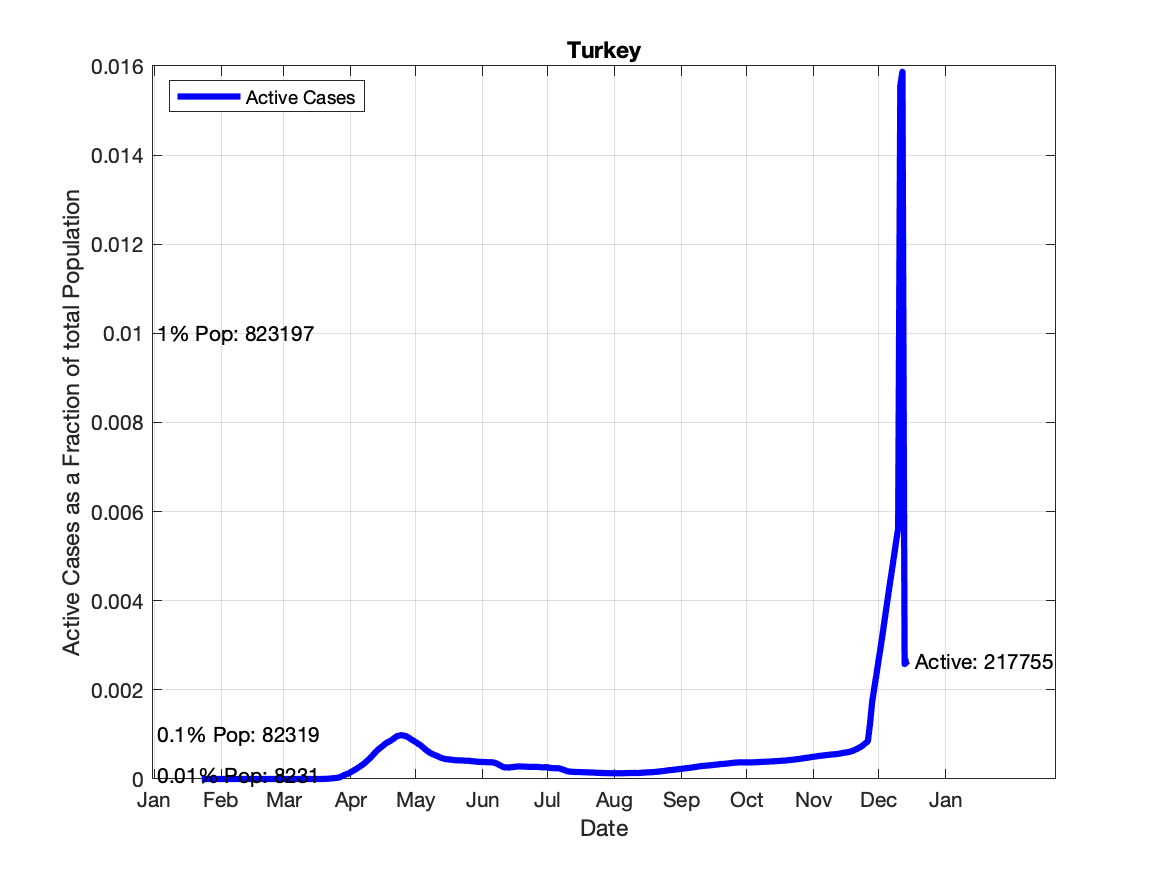 Turkey
Active Cases
0.016
0.014
0.012
0.01
0.008
0.006
0.004
0.002
0
Active Cases as a Fraction of total Population
1% Pop: 823197
0.1% Pop: 82319
0.01% Pop: 8231
Active: 217755
Jan Feb Mar Apr May Jun Jul Aug Sep Oct Nov Dec Jan
Date